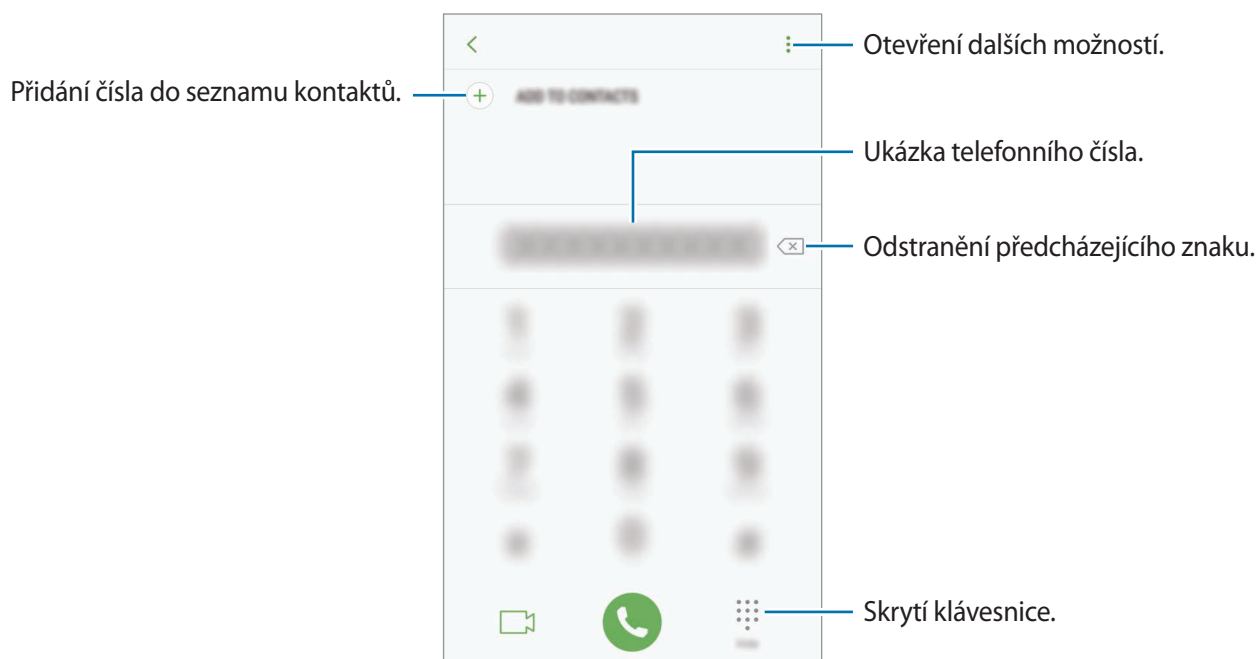 Otevření dalších možností.
Přidání čísla do seznamu kontaktů.
ADD TO CONTACTS
Ukázka telefonního čísla.
Odstranění předcházejícího znaku.
Skrytí klávesnice.